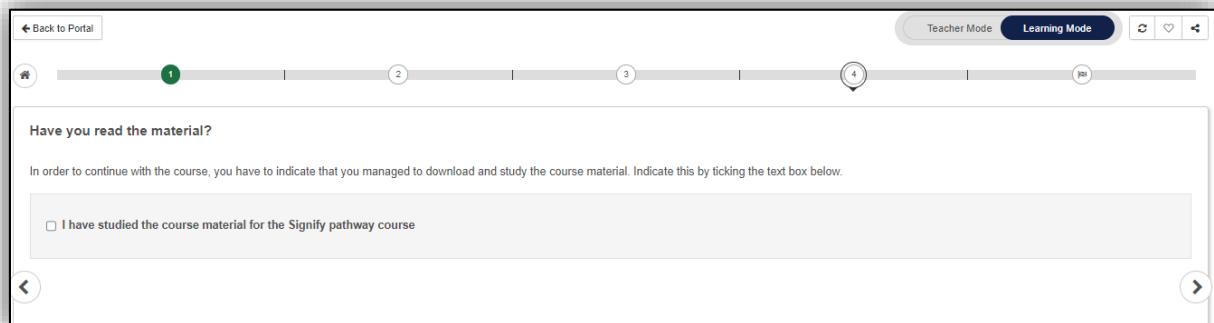 Back to Portal
Teacher Mode
Learning Mode
1
2
3
4
Have you read the material?
In order to continue with the course, you have to indicate that you managed to download and study the course material. Indicate this by ticking the text box below.
I have studied the course material for the Signify pathway course